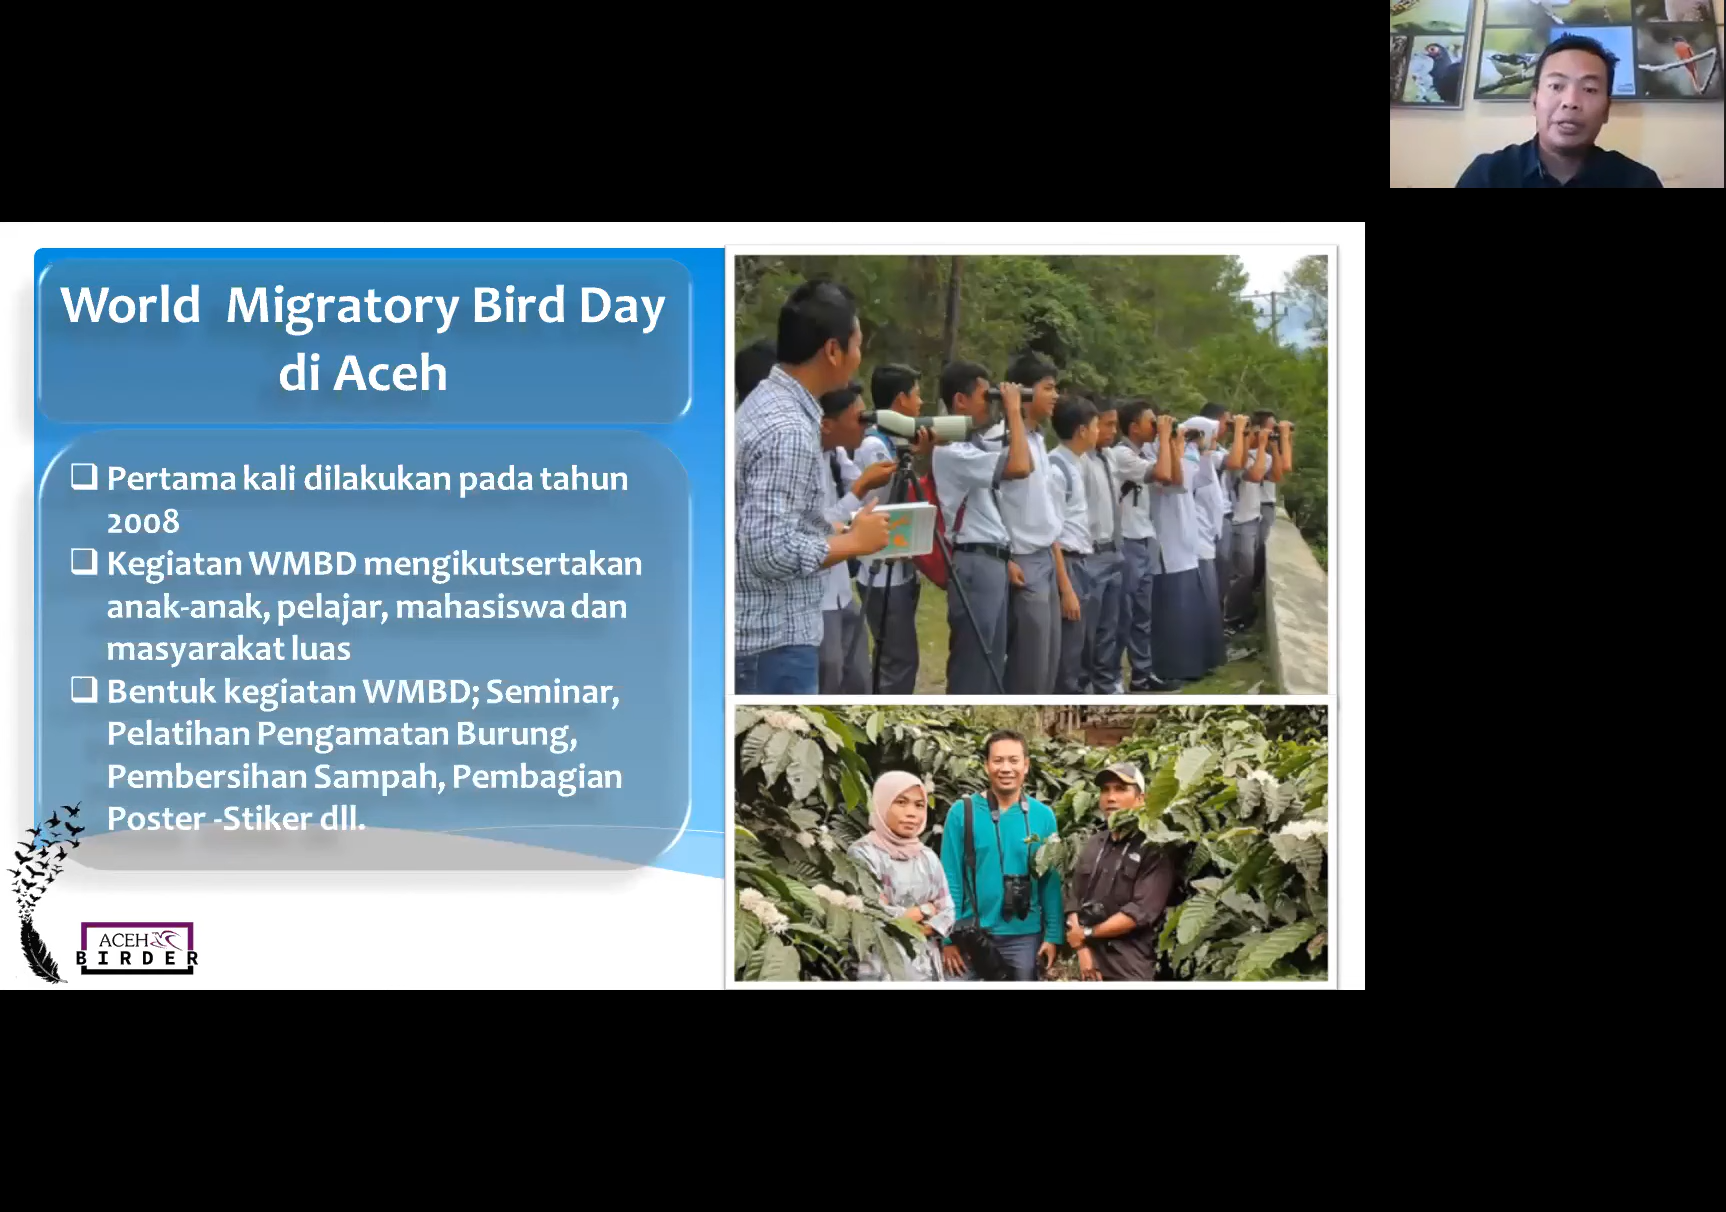 World Migratory Bird Day
di Aceh
Pertama kali dilakukan pada tahun
2008
Kegiatan WMBD mengikutsertakan
anak-anak, pelajar, mahasiswa dan
masyarakat luas
Bentuk kegiatan WMBD; Seminar,
Pelatihan Pengamatan Burung,
Pembersihan Sampah, Pembagian
Poster -Stiker dll.
ACEH
BIRDER